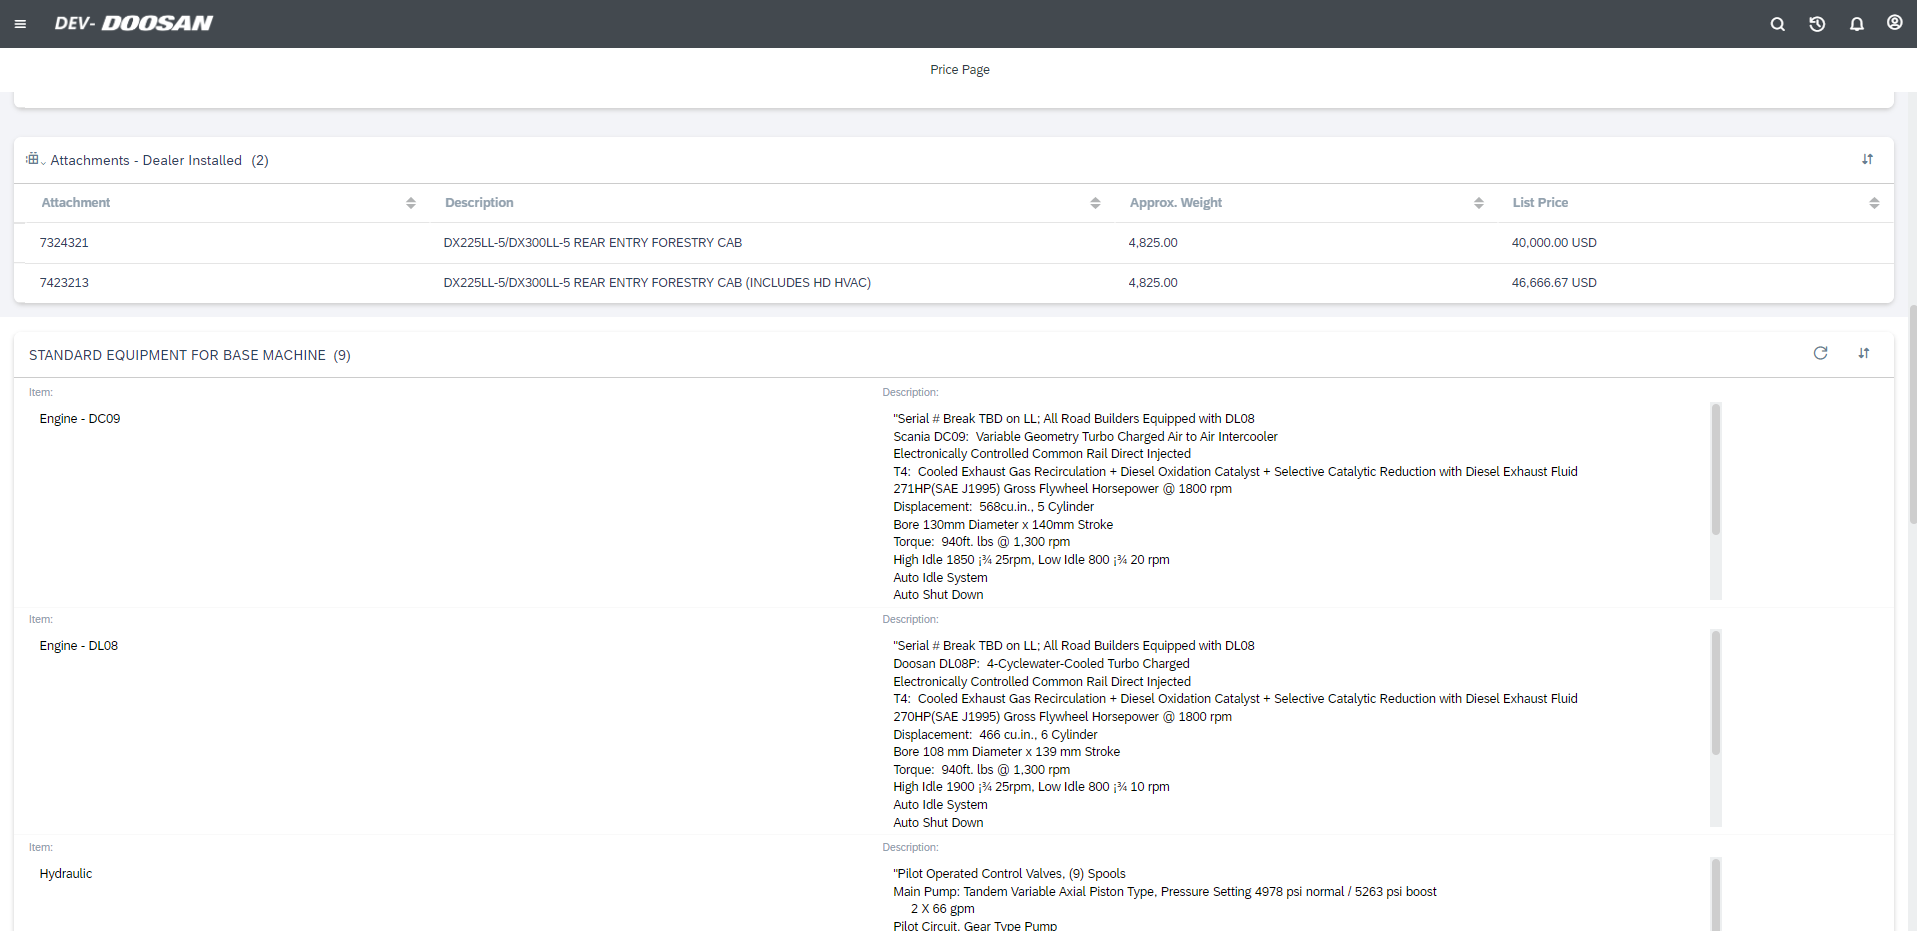 DEV- DOOSAN
Price Page
Attachments - Dealer Installed (2)
Attachment Description Approx. Weight List Price
7324321 DX225LL-5/DX300LL-5 REAR ENTRY FORESTRY CAB 4,825.00 40,000.00 USD
7423213 DX225LL-5/DX300LL-5 REAR ENTRY FORESTRY CAB (INCLUDES HD HVAC) 4,825.00 46,666.67 USD
STANDARD EQUIPMENT FOR BASE MACHINE (9)
Item: Description:
Engine - DC09 "Serial # Break TBD on LL; All Road Builders Equipped with DL08
Scania DC09: Variable Geometry Turbo Charged Air to Air Intercooler
Electronically Controlled Common Rail Direct Injected
T4: Cooled Exhaust Gas Recirculation + Diesel Oxidation Catalyst + Selective Catalytic Reduction with Diesel Exhaust Fluid
271HP(SAE J1995) Gross Flywheel Horsepower @ 1800 rpm
Displacement: 568cu.in., 5 Cylinder
Bore 130mm Diameter x 140mm Stroke
Torque: 940ft. lbs @ 1,300 rpm
High Idle 1850 ¡¾ 25rpm, Low Idle 800 ¡¾ 20 rpm
Auto Idle System
Auto Shut Down
Item: Description:
Engine - DL08 "Serial # Break TBD on LL; All Road Builders Equipped with DL08
Doosan DL08P: 4-Cyclewater-Cooled Turbo Charged
Electronically Controlled Common Rail Direct Injected
T4: Cooled Exhaust Gas Recirculation + Diesel Oxidation Catalyst + Selective Catalytic Reduction with Diesel Exhaust Fluid
270HP(SAE J1995) Gross Flywheel Horsepower @ 1800 rpm
Displacement: 466 cu.in., 6 Cylinder
Bore 108 mm Diameter x 139 mm Stroke
Torque: 940ft. lbs @ 1,300 rpm
High Idle 1900 ¡¾ 25rpm, Low Idle 800 ¡¾ 10 rpm
Auto Idle System
Auto Shut Down
Item: Description:
Hydraulic "Pilot Operated Control Valves, (9) Spools
Main Pump: Tandem Variable Axial Piston Type, Pressure Setting 4978 psi normal / 5263 psi boost
2 X 66 gpm
Pilot Circuit, Gear Type Pump